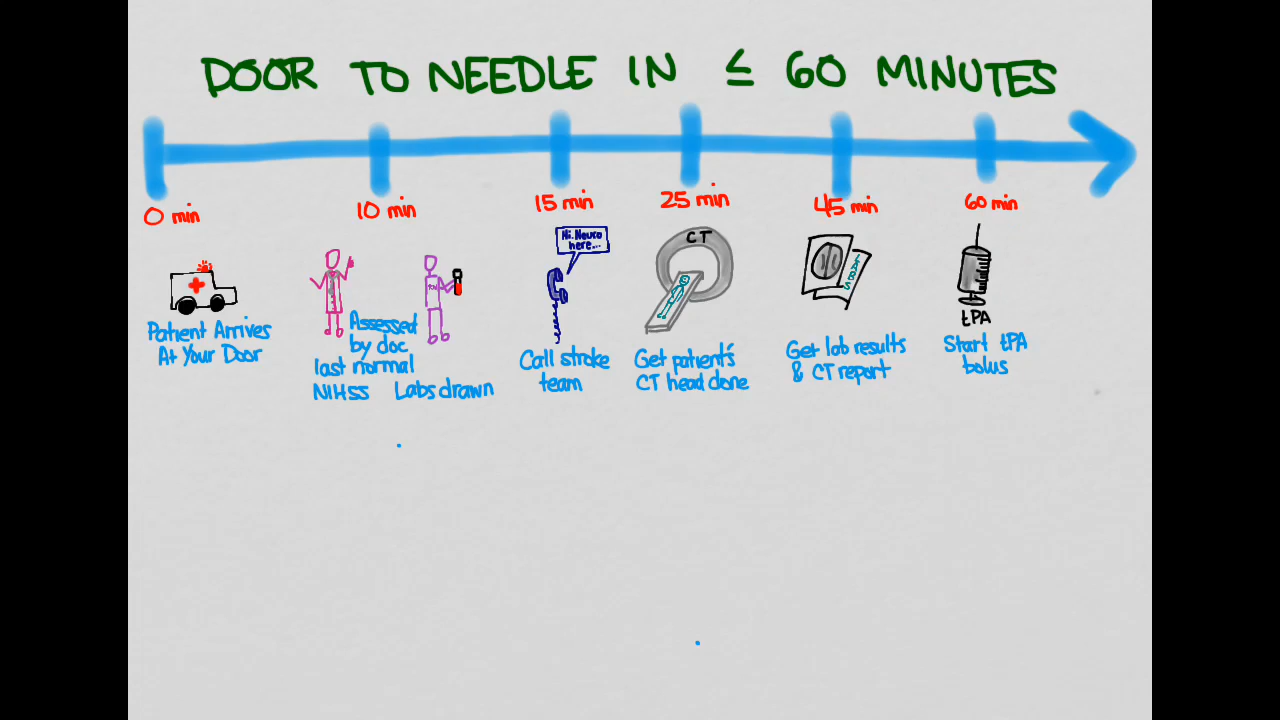 DOOR TO NEEDLE IN ≤ 60 MINUTES
0 min
10 min
15 min
25 min
45 min
60 min
Hi. Neuro
here...
CT
LABS
tPA
Patient Arrives
At Your Door
Assessed
by doc
last normal
NIHSS
Labs drawn
Call stroke
team
Get patient's
CT head done
Get lab results
& CT report
Start tPA
bolus